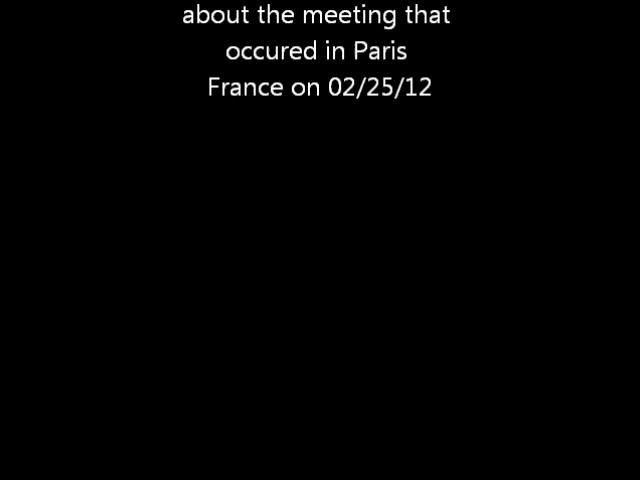 about the meeting that
occured in Paris
France on 02/25/12